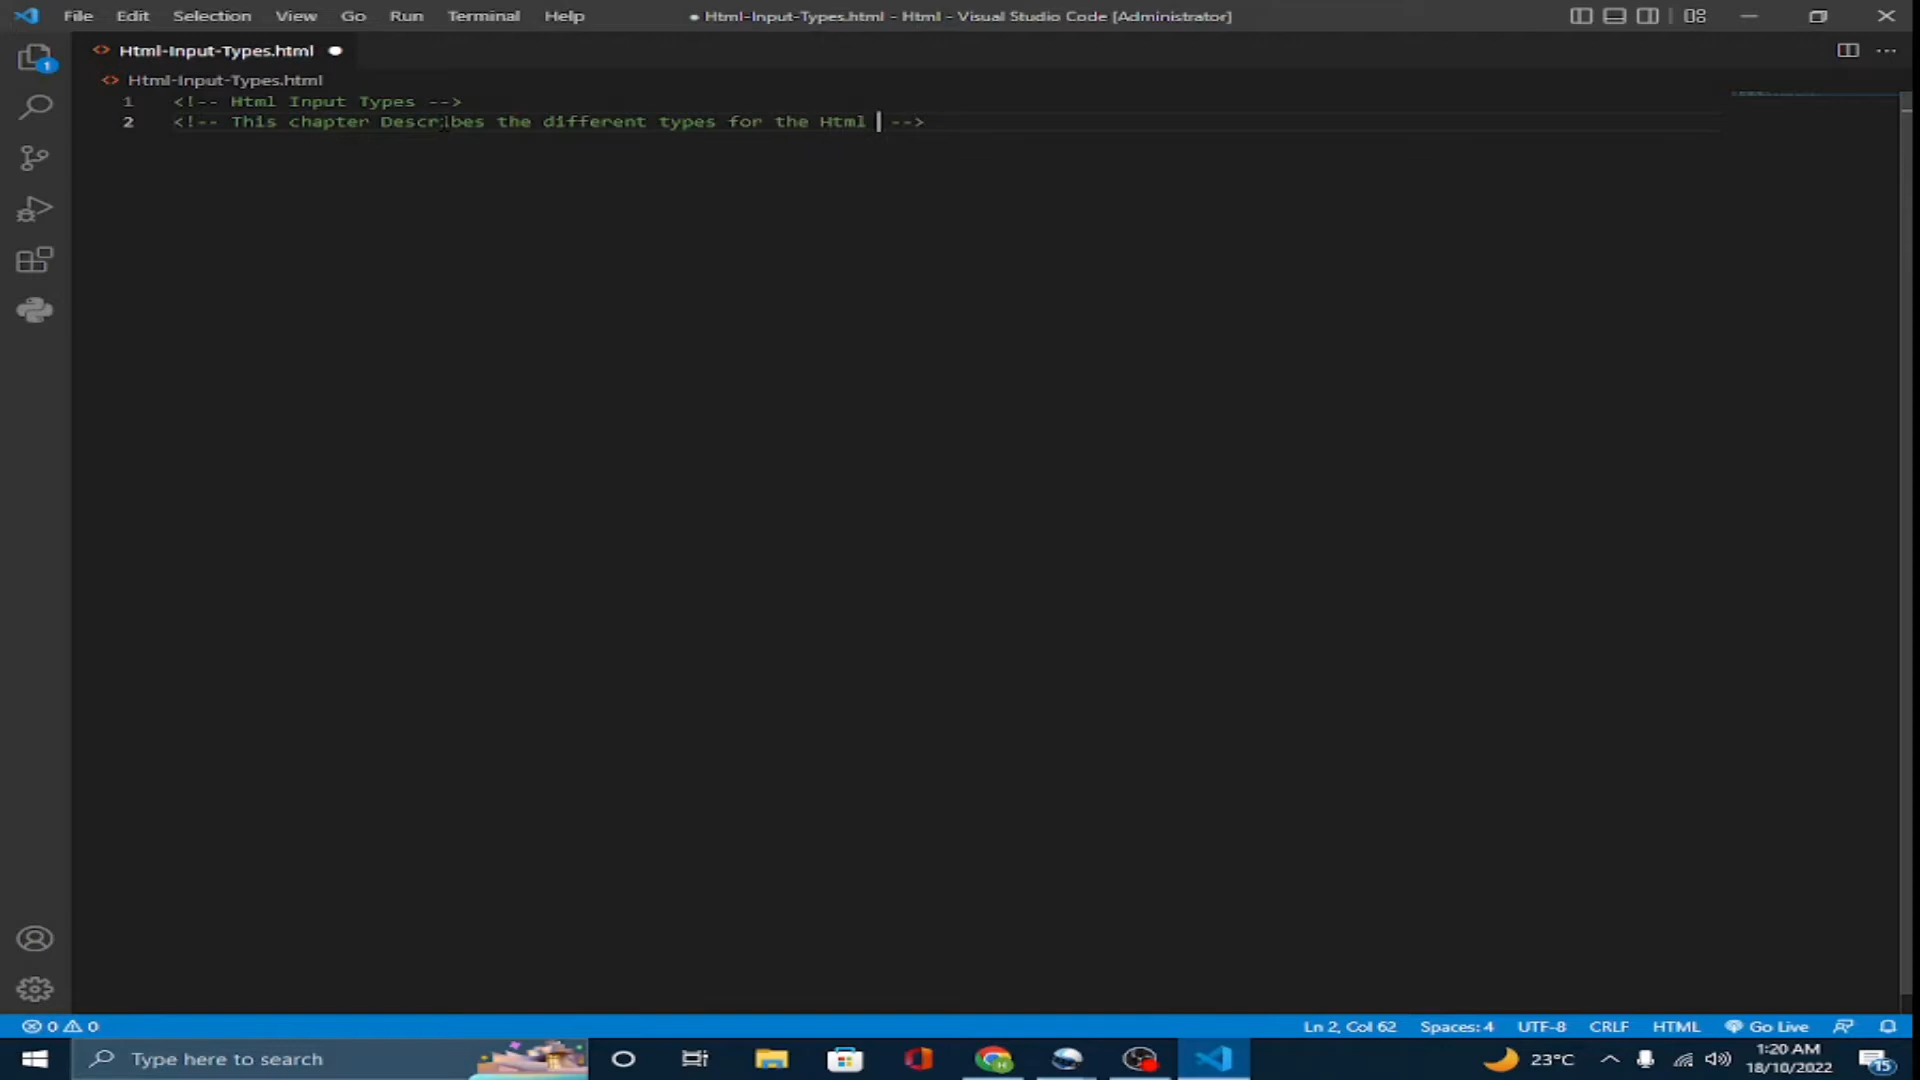 File Edit Selection View Go Run Terminal Help ● Html-Input-Types.html - Html - Visual Studio Code [Administrator]
Html-Input-Types.html
Html-Input-Types.html
1 <!-- Html Input Types -->
2 <!-- This chapter Describes the different types for the Html -->
1
0 0 Ln 2, Col 62 Spaces: 4 UTF-8 CRLF HTML Go Live
Type here to search 23°C 1:20 AM
18/10/2022 15